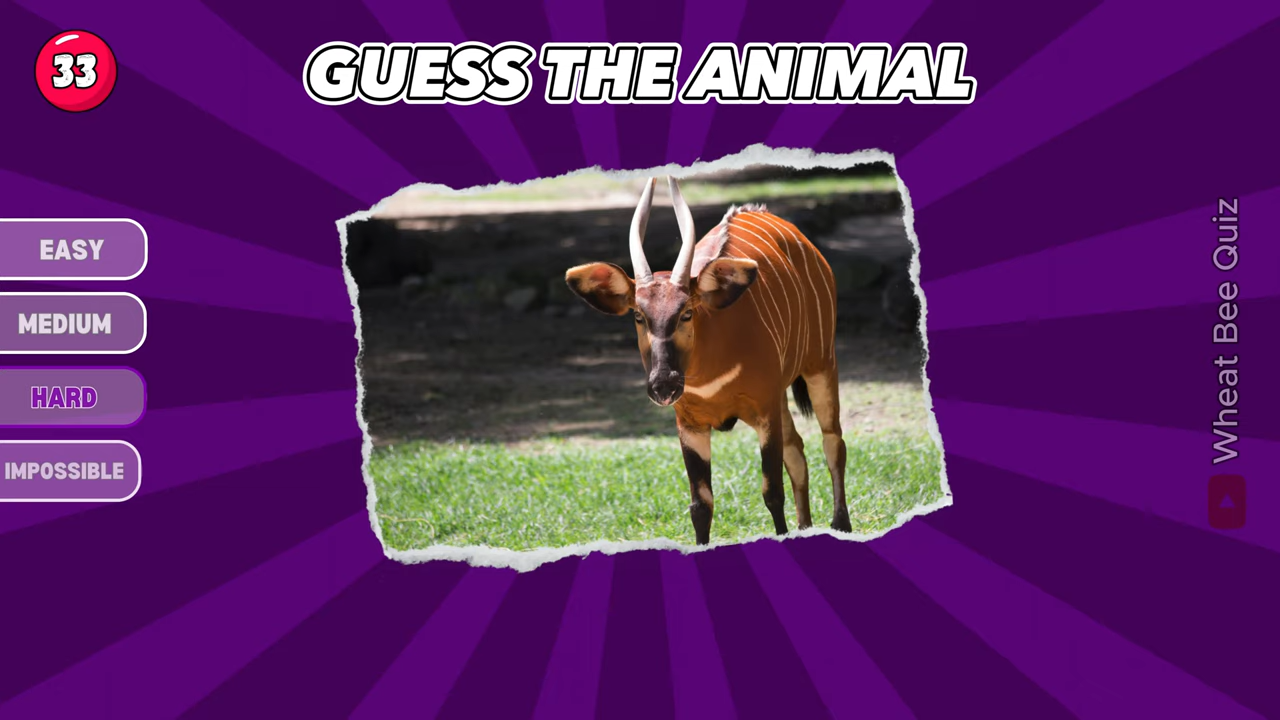 33
GUESS THE ANIMAL
EASY
MEDIUM
HARD
IMPOSSIBLE
Wheat Bee Quiz